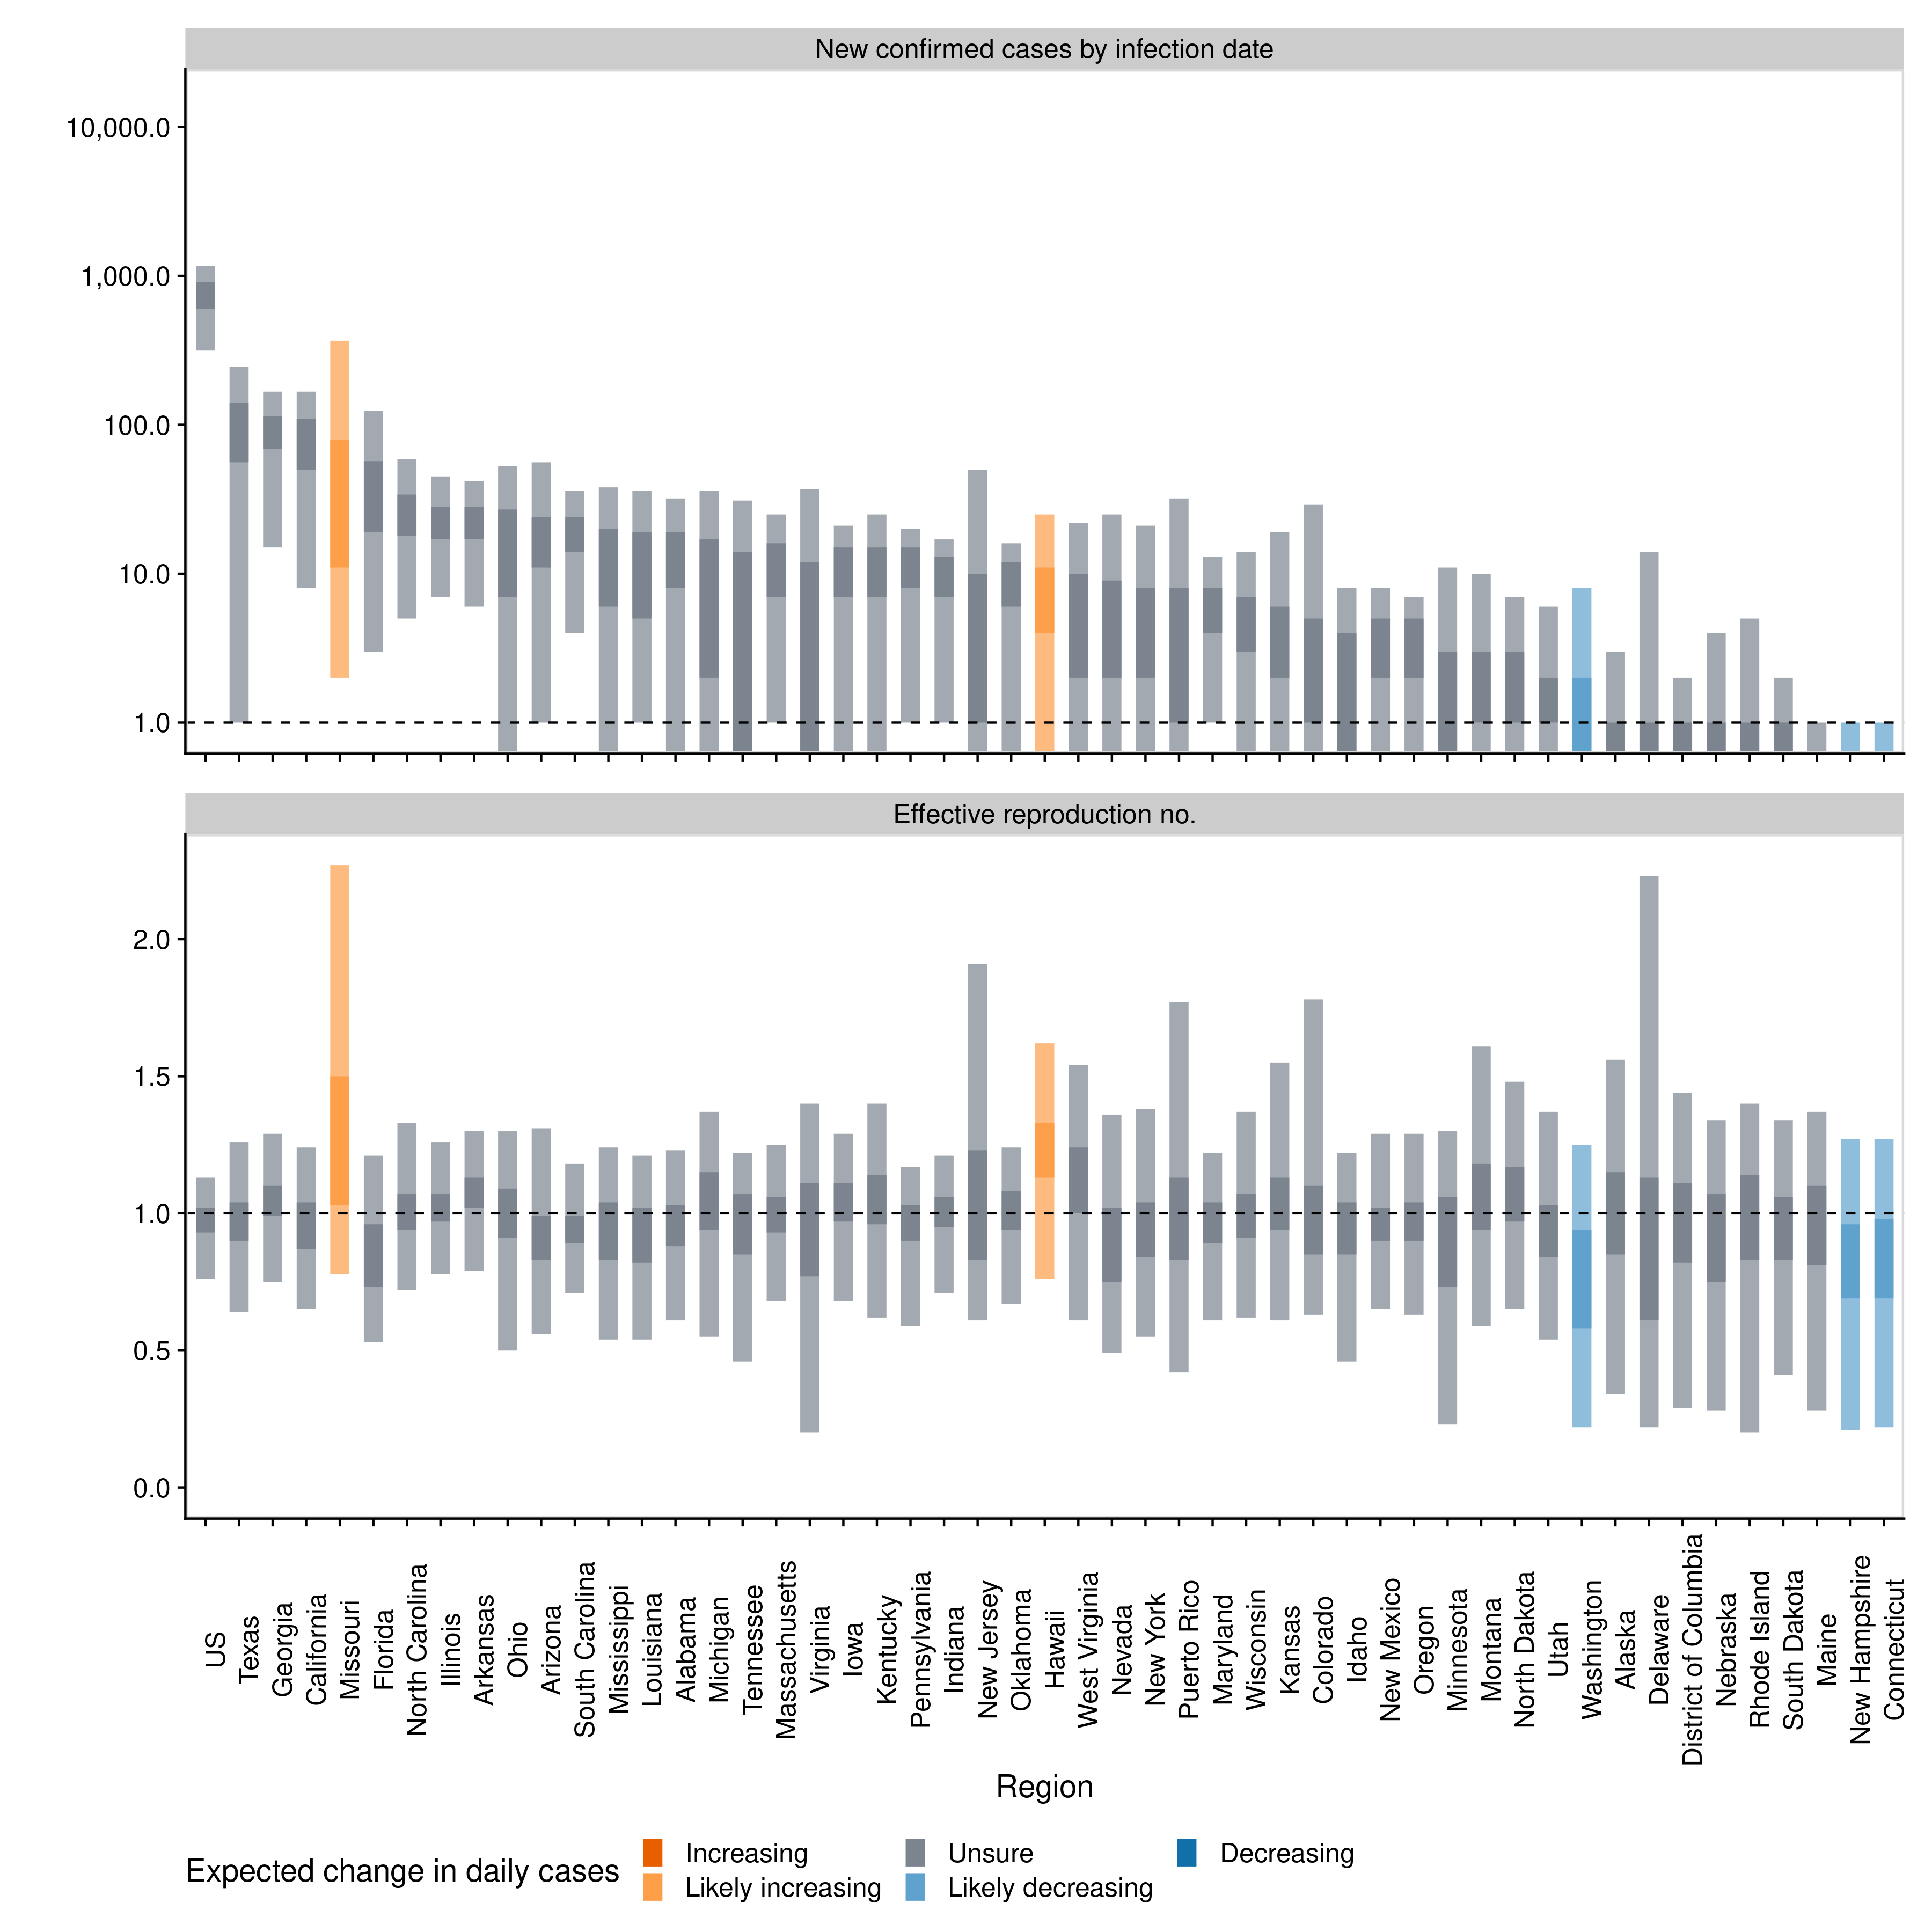 New confirmed cases by infection date
10,000.0
1,000.0
100.0
10.0
1.0
Effective reproduction no.
2.0
1.5
1.0
0.5
0.0
US
Texas
Georgia
California
Missouri
Florida
North Carolina
Illinois
Arkansas
Ohio
Arizona
South Carolina
Mississippi
Louisiana
Alabama
Michigan
Tennessee
Massachusetts
Virginia
Iowa
Kentucky
Pennsylvania
Indiana
New Jersey
Oklahoma
Hawaii
West Virginia
Nevada
New York
Puerto Rico
Maryland
Wisconsin
Kansas
Colorado
Idaho
New Mexico
Oregon
Minnesota
Montana
North Dakota
Utah
Washington
Alaska
Delaware
District of Columbia
Nebraska
Rhode Island
South Dakota
Maine
New Hampshire
Connecticut
Region
Expected change in daily cases
Increasing
Unsure
Decreasing
Likely increasing
Likely decreasing